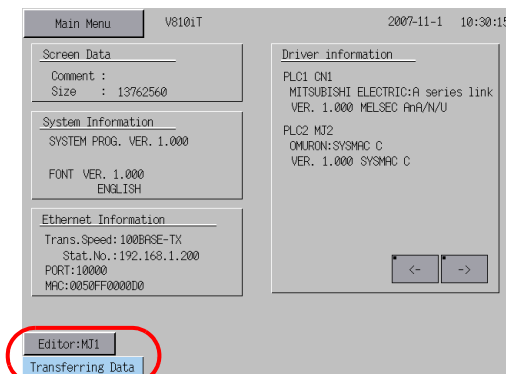 Main Menu
V810iT
2007-11-1 10:30:15
Screen Data
Comment :
Size : 13762560
System Information
SYSTEM PROG. VER. 1.000
FONT VER. 1.000
ENGLISH
Ethernet Information
Trans.Speed:100BASE-TX
Stat.No.:192.168.1.200
PORT:10000
MAC:0050FF0000D0
Driver information
PLC1 CN1
MITSUBISHI ELECTRIC:A series link
VER. 1.000 MELSEC AnA/N/U
PLC2 MJ2
OMURON:SYSMAC C
VER. 1.000 SYSMAC C
<- ->
Editor:MJ1
Transferring Data